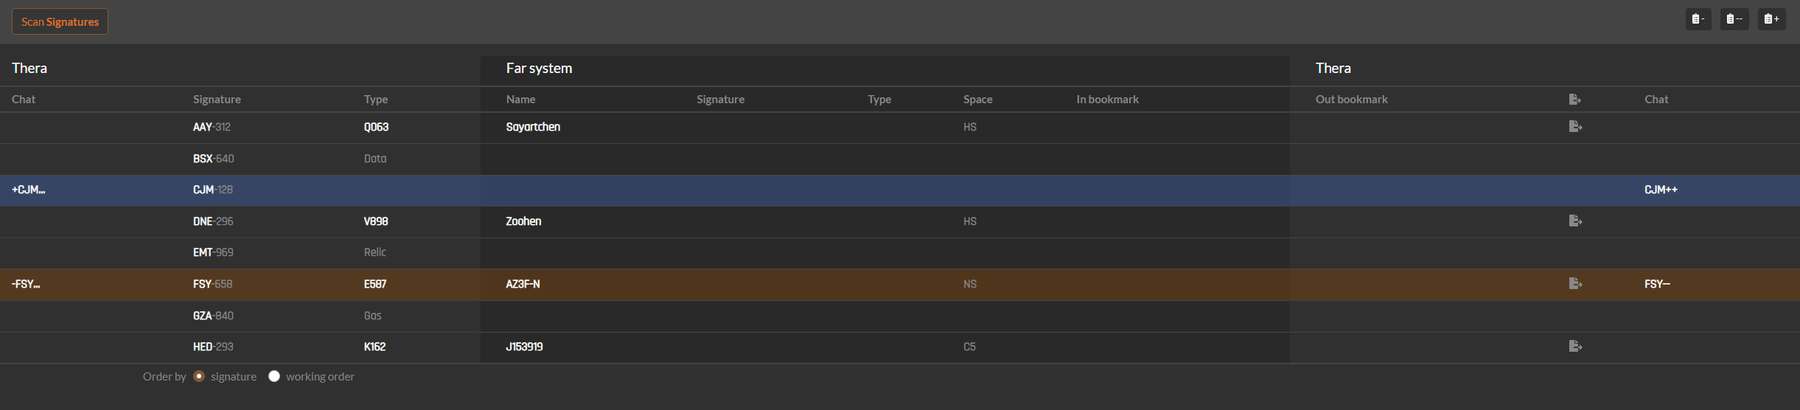 Scan Signatures
- -- +
Thera Far system Thera
Chat Signature Type Name Signature Type Space In bookmark Out bookmark Chat
AAY-312 Q063 Sayartchen HS
BSX-640 Data
+CJM... CJM-128 CJM++
DNE-296 V898 Zoohen HS
EMT-969 Relic
-FSY... FSY-658 E587 AZ3F-N NS FSY--
GZA-840 Gas
HED-293 K162 J153919 C5
Order by signature working order